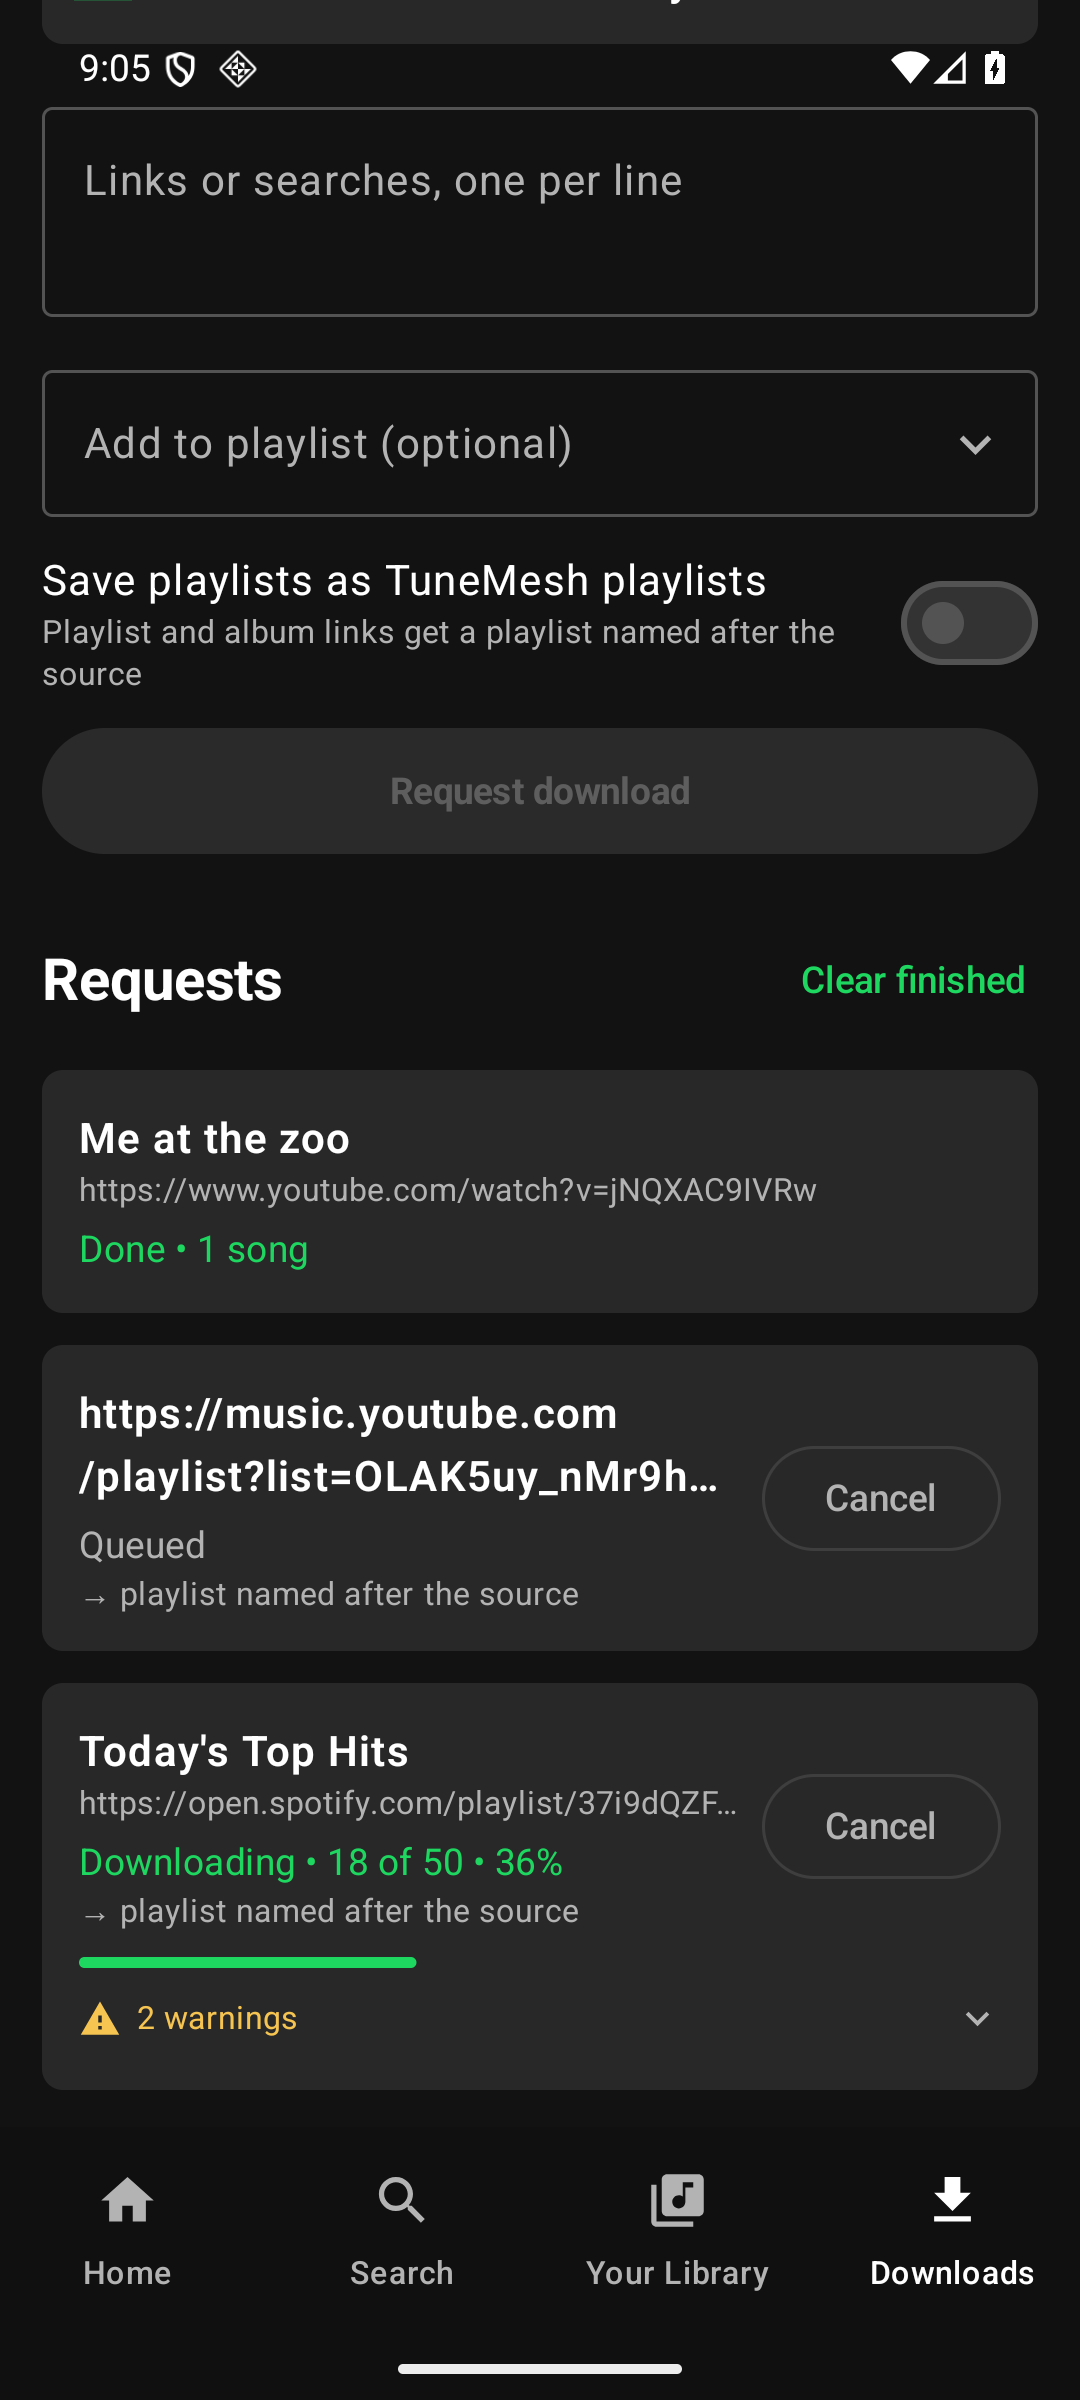 9:05
Links or searches, one per line
Add to playlist (optional)
Save playlists as TuneMesh playlists
Playlist and album links get a playlist named after the
source
Request download
Requests
Clear finished
Me at the zoo
https://www.youtube.com/watch?v=jNQXAC9IVRw
Done • 1 song
https://music.youtube.com
/playlist?list=OLAK5uy_nMr9h…
Cancel
Queued
→ playlist named after the source
Today's Top Hits
https://open.spotify.com/playlist/37i9dQZF…
Cancel
Downloading • 18 of 50 • 36%
→ playlist named after the source
2 warnings
Home
Search
Your Library
Downloads